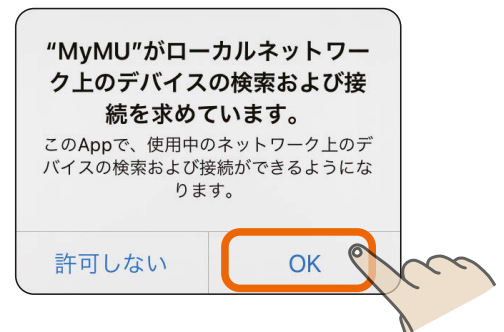 “MyMU”がローカルネットワー
ク上のデバイスの検索および接
続を求めています。
このAppで、使用中のネットワーク上のデ
バイスの検索および接続ができるようにな
ります。
許可しない
OK